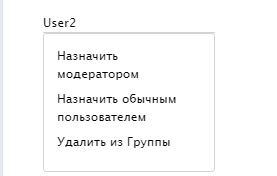 User2
Назначить
модератором
Назначить обычным
пользователем
Удалить из Группы